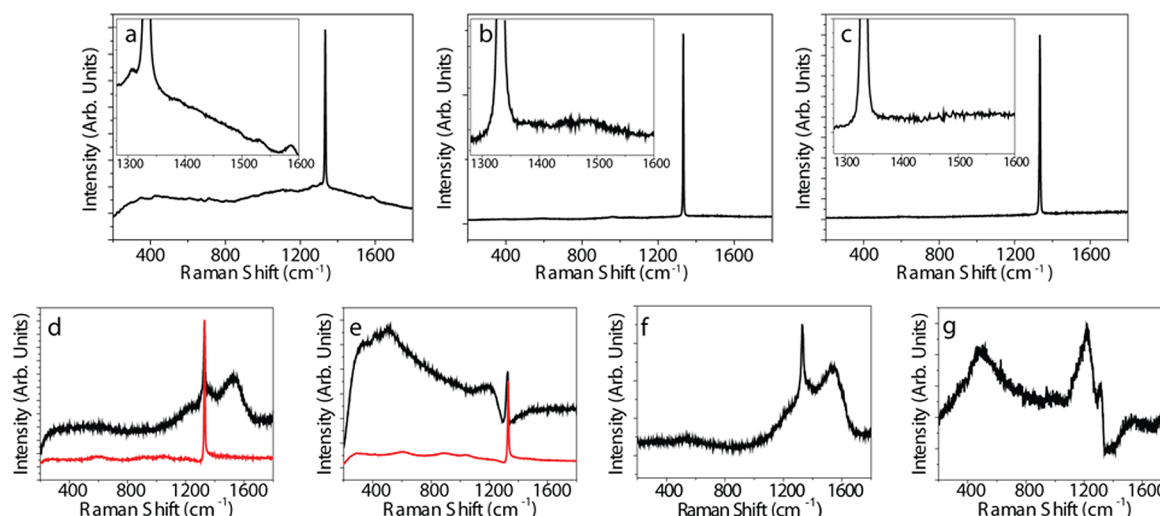 a
Intensity (Arb. Units)
1300 1400 1500 1600
400 800 1200 1600
Raman Shift (cm⁻¹)
b
Intensity (Arb. Units)
1300 1400 1500 1600
400 800 1200 1600
Raman Shift (cm⁻¹)
c
Intensity (Arb. Units)
1300 1400 1500 1600
400 800 1200 1600
Raman Shift (cm⁻¹)
d
Intensity (Arb. Units)
400 800 1200 1600
Raman Shift (cm⁻¹)
e
Intensity (Arb. Units)
400 800 1200 1600
Raman Shift (cm⁻¹)
f
Intensity (Arb. Units)
400 800 1200 1600
Raman Shift (cm⁻¹)
g
Intensity (Arb. Units)
400 800 1200 1600
Raman Shift (cm⁻¹)